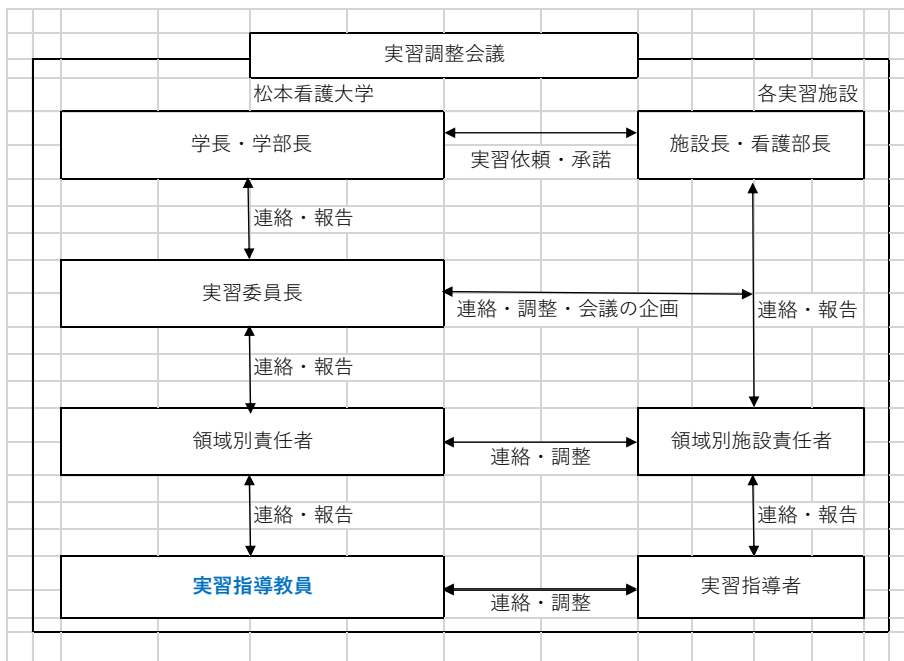 実習調整会議
松本看護大学
各実習施設
学長・学部長
施設長・看護部長
実習依頼・承諾
連絡・報告
実習委員長
連絡・調整・会議の企画
連絡・報告
連絡・報告
領域別責任者
領域別施設責任者
連絡・調整
連絡・報告
連絡・報告
実習指導教員
実習指導者
連絡・調整